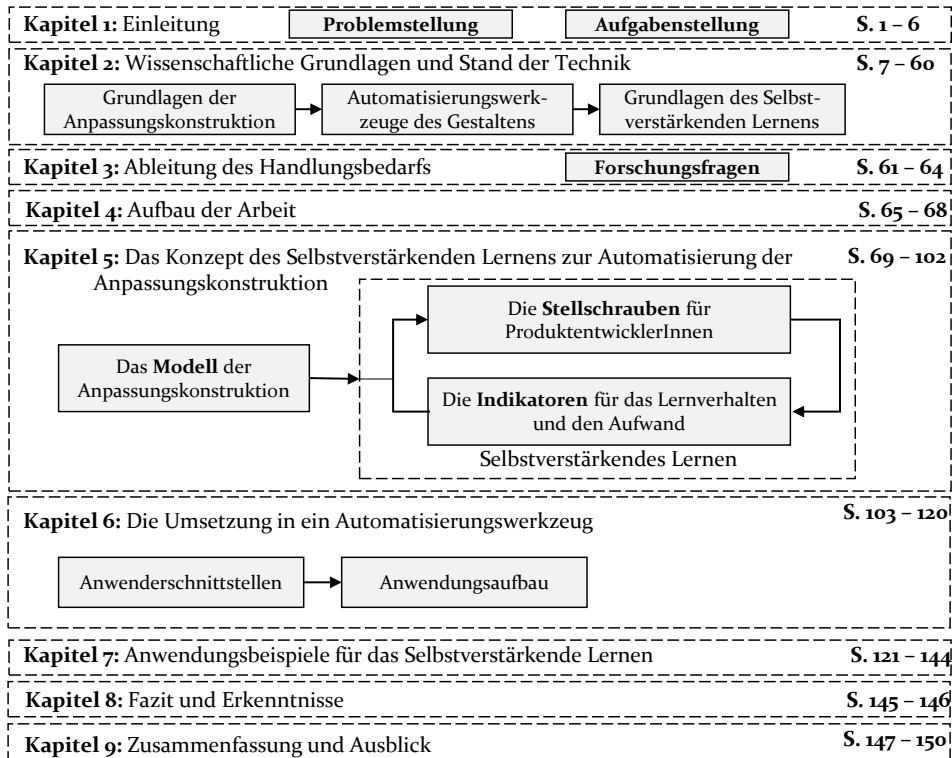 Kapitel 1: Einleitung Problemstellung Aufgabenstellung S. 1 – 6
Kapitel 2: Wissenschaftliche Grundlagen und Stand der Technik S. 7 – 60
Grundlagen der
Anpassungskonstruktion
Automatisierungswerk-
zeuge des Gestaltens
Grundlagen des Selbst-
verstärkenden Lernens
Kapitel 3: Ableitung des Handlungsbedarfs Forschungsfragen S. 61 – 64
Kapitel 4: Aufbau der Arbeit S. 65 – 68
Kapitel 5: Das Konzept des Selbstverstärkenden Lernens zur Automatisierung der S. 69 – 102
Anpassungskonstruktion
Das Modell der
Anpassungskonstruktion
Die Stellschrauben für
ProduktentwicklerInnen
Die Indikatoren für das Lernverhalten
und den Aufwand
Selbstverstärkendes Lernen
Kapitel 6: Die Umsetzung in ein Automatisierungswerkzeug S. 103 – 120
Anwenderschnittstellen
Anwendungsaufbau
Kapitel 7: Anwendungsbeispiele für das Selbstverstärkende Lernen S. 121 – 144
Kapitel 8: Fazit und Erkenntnisse S. 145 – 146
Kapitel 9: Zusammenfassung und Ausblick S. 147 – 150